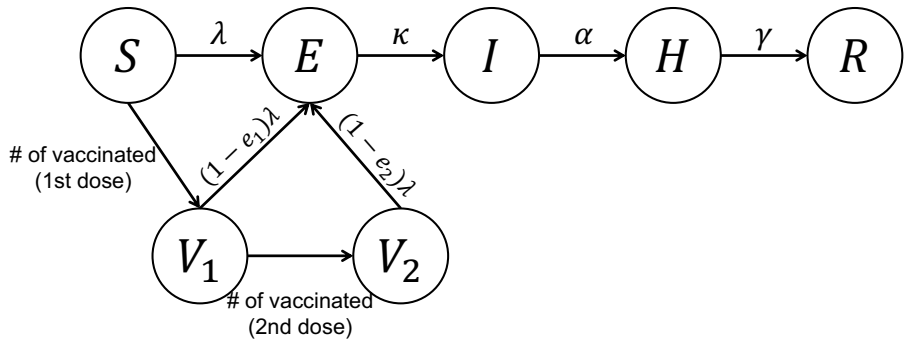 S λ E κ I α H γ R
(1 − e₁)λ
(1 − e₂)λ
# of vaccinated
(1st dose)
V₁ V₂
# of vaccinated
(2nd dose)